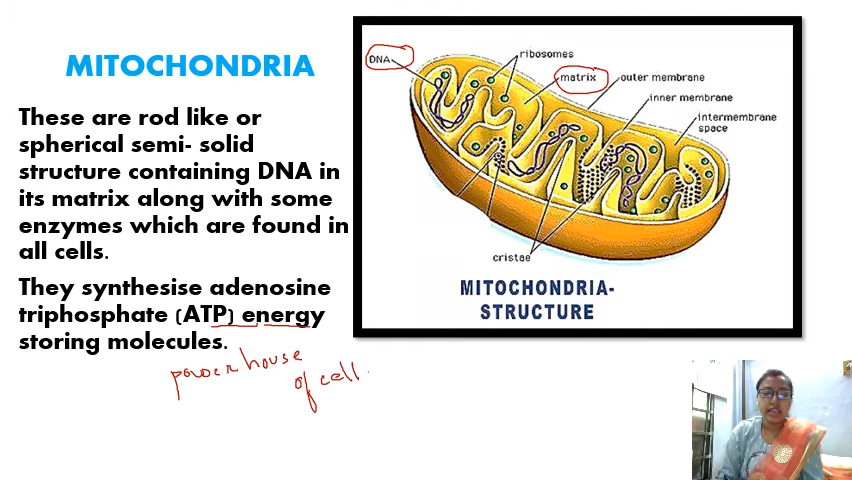 MITOCHONDRIA
These are rod like or
spherical semi- solid
structure containing DNA in
its matrix along with some
enzymes which are found in
all cells.
They synthesise adenosine
triphosphate (ATP) energy
storing molecules.
powerhouse
of cell.
DNA
ribosomes
matrix
outer membrane
inner membrane
intermembrane
space
cristae
MITOCHONDRIA-
STRUCTURE